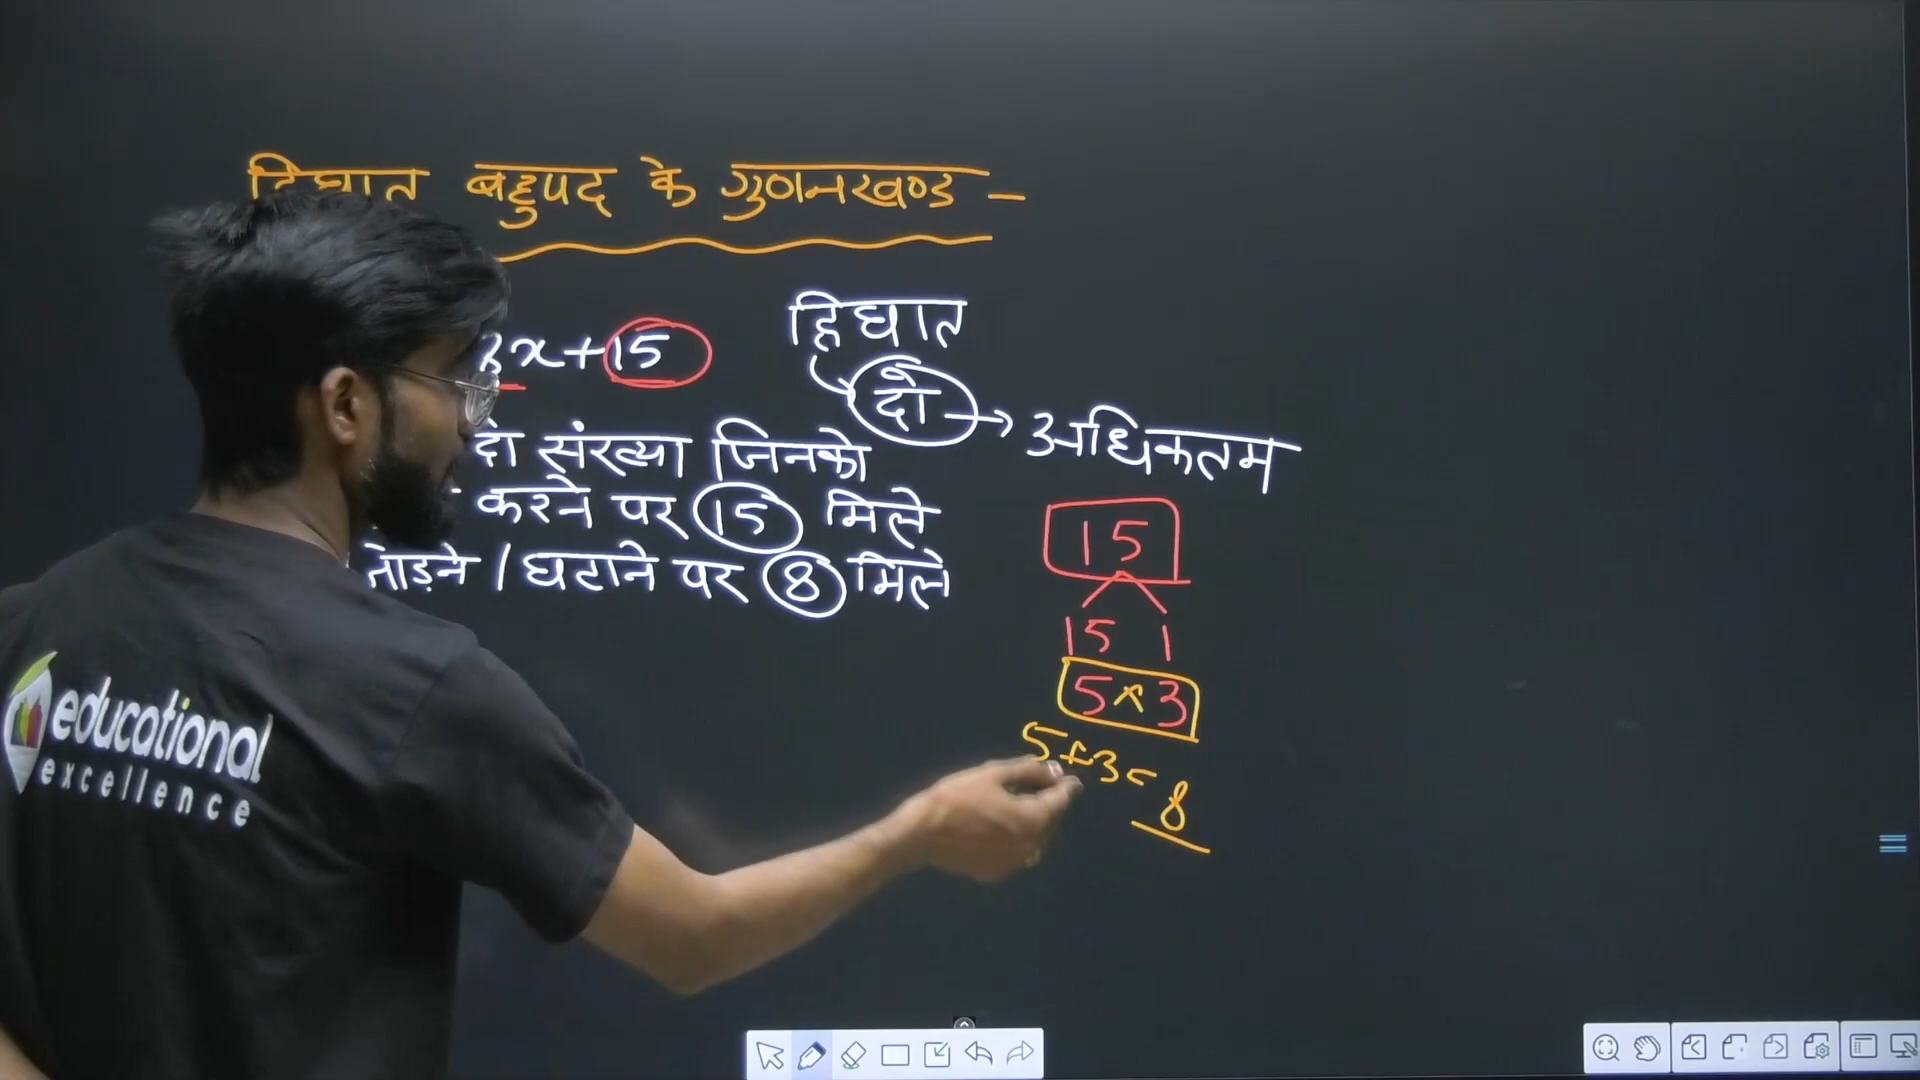 द्विघात बहुपद के गुणनखण्ड -
8x+15
द्विघात
दो → अधिकतम
दो संख्या जिनको
करने पर 15 मिले
जोड़ने / घटाने पर 8 मिले
15
15 1
5 × 3
5+3=
8
educational
excellence